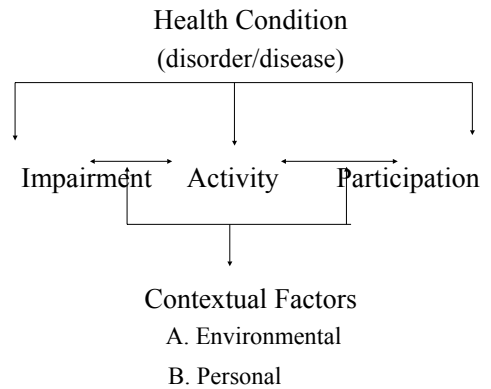 Health Condition
(disorder/disease)
Impairment Activity Participation
Contextual Factors
A. Environmental
B. Personal